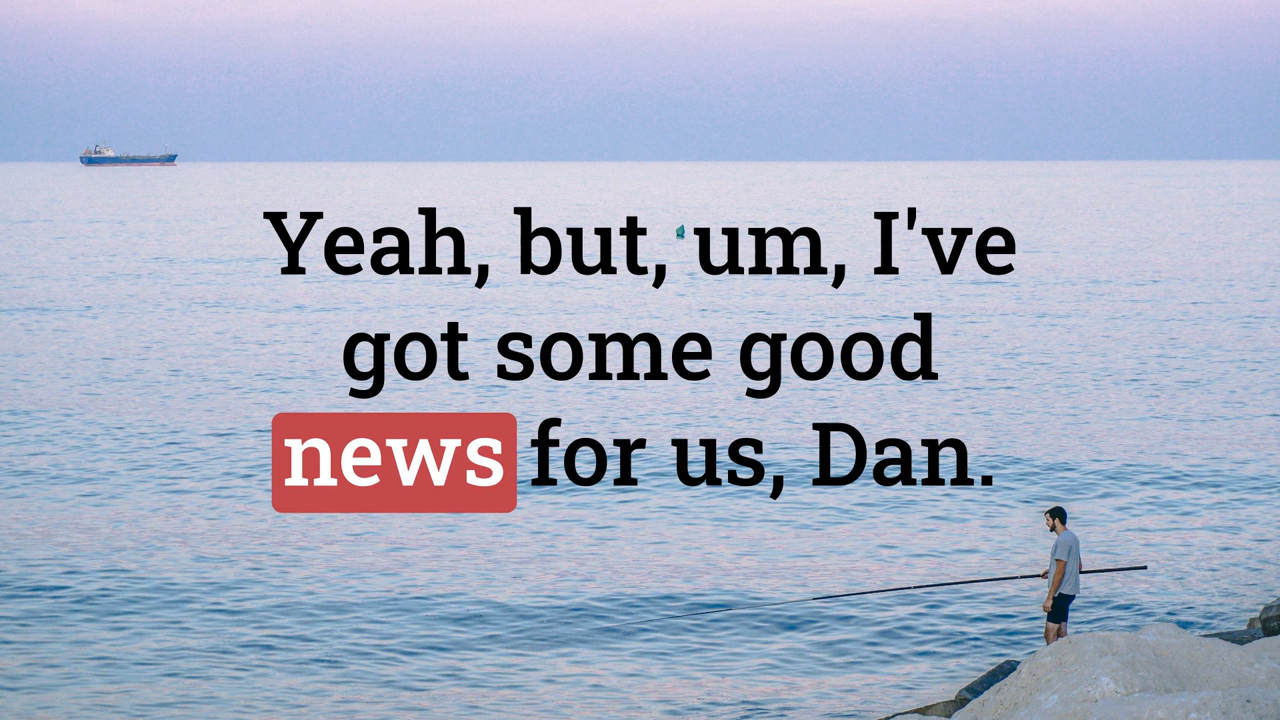 Yeah, but, um, I've
got some good
news for us, Dan.